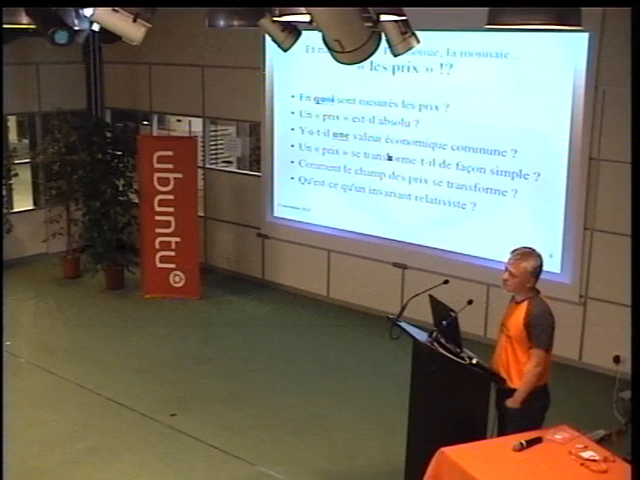 « les prix » !?
• En quoi sont mesurés les prix ?
• Un « prix » est-il absolu ?
• Y-a-t-il une valeur économique commune ?
• Un « prix » se transforme-t-il de façon simple ?
• Comment le champ des prix se transforme ?
• Qu'est-ce qu'un invariant relativiste ?
ubuntu